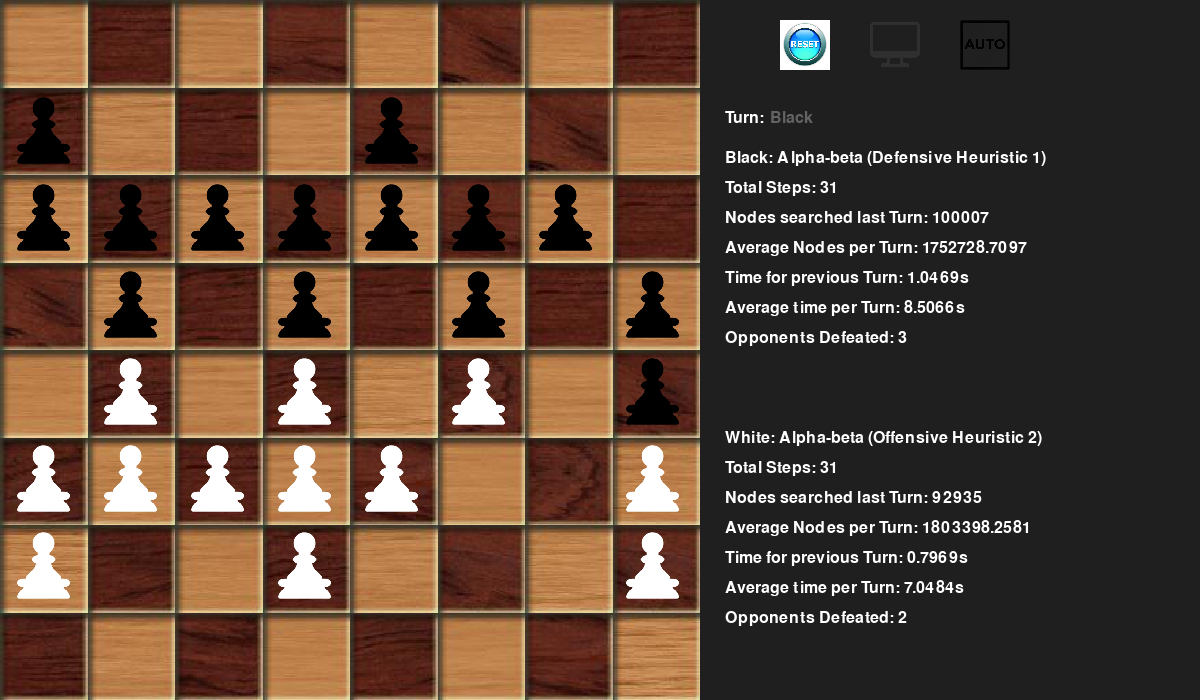 RESET
AUTO
Turn: Black
Black: Alpha-beta (Defensive Heuristic 1)
Total Steps: 31
Nodes searched last Turn: 100007
Average Nodes per Turn: 1752728.7097
Time for previous Turn: 1.0469s
Average time per Turn: 8.5066s
Opponents Defeated: 3
White: Alpha-beta (Offensive Heuristic 2)
Total Steps: 31
Nodes searched last Turn: 92935
Average Nodes per Turn: 1803398.2581
Time for previous Turn: 0.7969s
Average time per Turn: 7.0484s
Opponents Defeated: 2